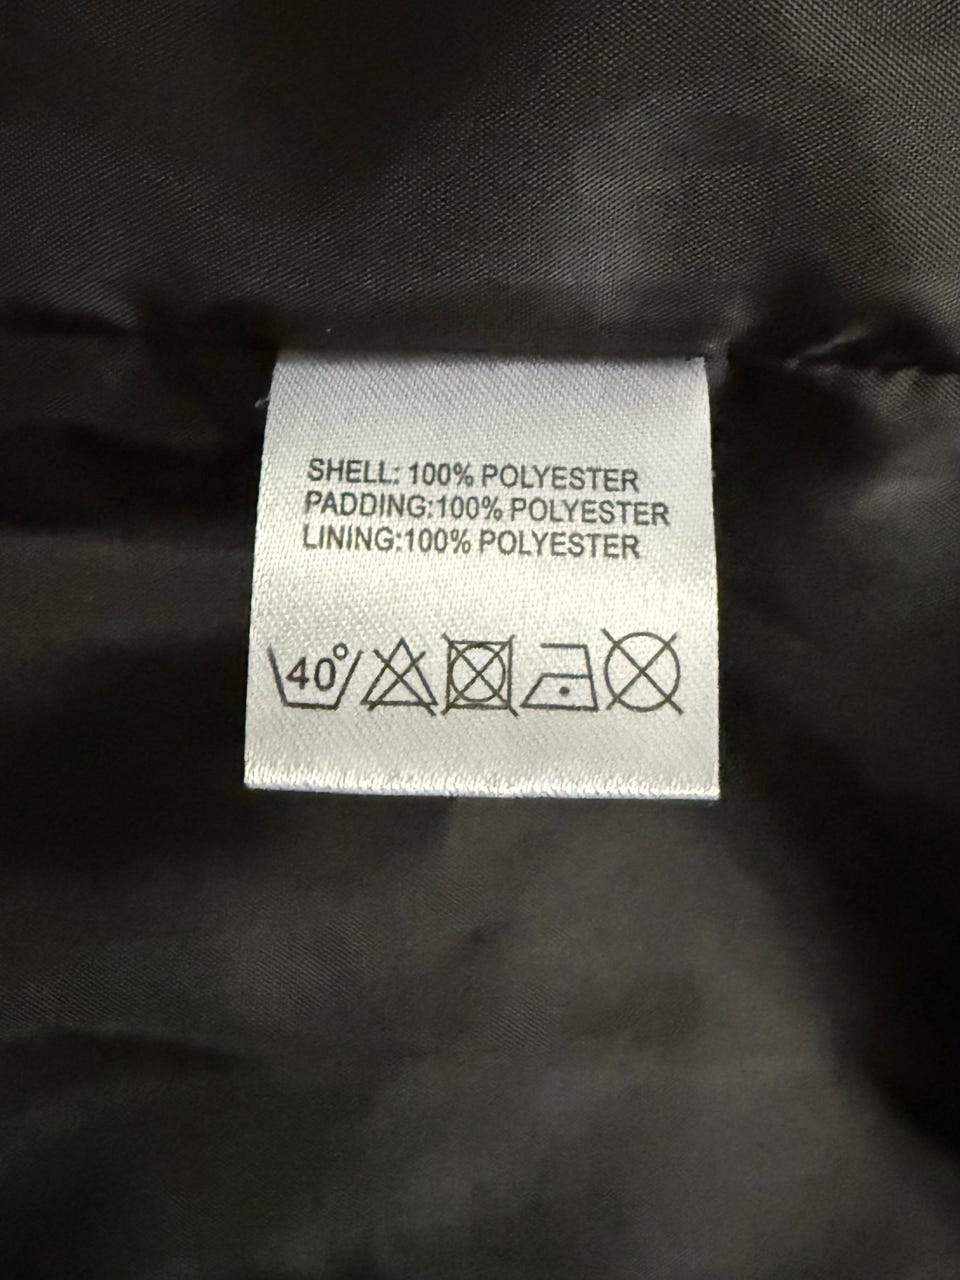 SHELL: 100% POLYESTER
PADDING:100% POLYESTER
LINING:100% POLYESTER
40°